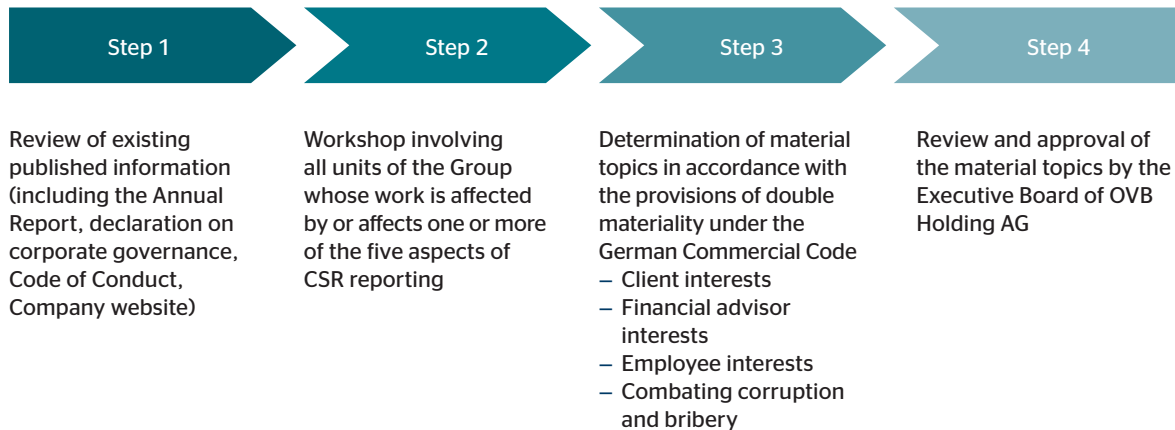 Step 1
Review of existing
published information
(including the Annual
Report, declaration on
corporate governance,
Code of Conduct,
Company website)
Step 2
Workshop involving
all units of the Group
whose work is affected
by or affects one or more
of the five aspects of
CSR reporting
Step 3
Determination of material
topics in accordance with
the provisions of double
materiality under the
German Commercial Code
– Client interests
– Financial advisor
interests
– Employee interests
– Combating corruption
and bribery
Step 4
Review and approval of
the material topics by the
Executive Board of OVB
Holding AG